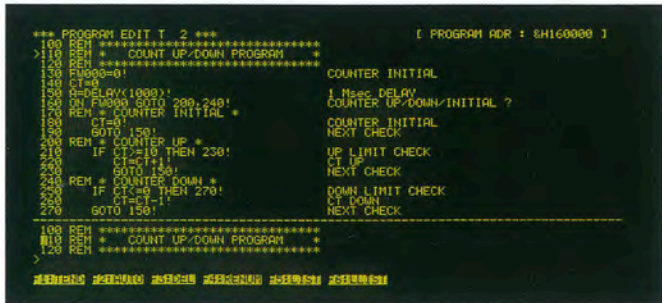 *** PROGRAM EDIT T  2 ***                    [ PROGRAM ADR : &H160000 ]
 100 REM ****************************
>110 REM *    COUNT UP/DOWN PROGRAM    *
 120 REM ****************************
 130 FW000=0!                        COUNTER INITIAL
 140 CT=0
 150 A=DELAY(1000)!                  1 Msec DELAY
 160 ON FW000 GOTO 200,240!          COUNTER UP/DOWN/INITIAL ?
 170 REM * COUNTER INITIAL *
 180    CT=0!                        COUNTER INITIAL
 190    GOTO 150!                    NEXT CHECK
 200 REM * COUNTER UP *
 210    IF CT>=10 THEN 230!          UP LIMIT CHECK
 220       CT=CT+1!                  CT UP
 230       GOTO 150!                 NEXT CHECK
 240 REM * COUNTER DOWN *
 250    IF CT<=0 THEN 270!           DOWN LIMIT CHECK
 260       CT=CT-1!                  CT DOWN
 270    GOTO 150!                    NEXT CHECK
 100 REM ****************************
 110 REM *    COUNT UP/DOWN PROGRAM    *
 120 REM ****************************
>
F1:TEND F2:AUTO F3:DEL F4:RENUM F5:LIST F6:LLIST